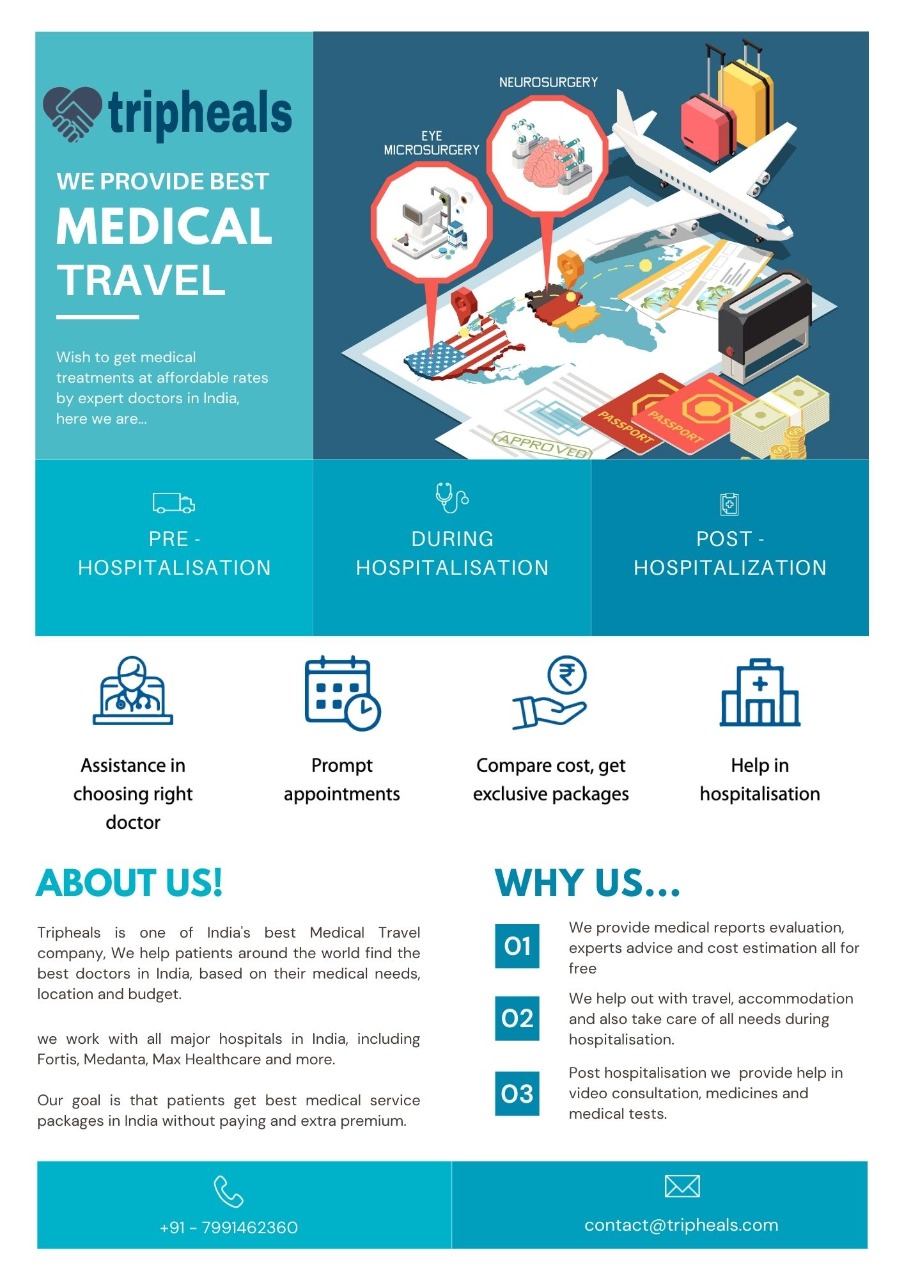 tripheals
WE PROVIDE BEST
MEDICAL
TRAVEL
Wish to get medical
treatments at affordable rates
by expert doctors in India,
here we are...
NEUROSURGERY
EYE
MICROSURGERY
APPROVED
PASSPORT
PASSPORT
PRE -
HOSPITALISATION
DURING
HOSPITALISATION
POST -
HOSPITALIZATION
₹
Assistance in
choosing right
doctor
Prompt
appointments
Compare cost, get
exclusive packages
Help in
hospitalisation
ABOUT US!
Tripheals is one of India's best Medical Travel
company, We help patients around the world find the
best doctors in India, based on their medical needs,
location and budget.
we work with all major hospitals in India, including
Fortis, Medanta, Max Healthcare and more.
Our goal is that patients get best medical service
packages in India without paying and extra premium.
WHY US...
01
We provide medical reports evaluation,
experts advice and cost estimation all for
free
02
We help out with travel, accommodation
and also take care of all needs during
hospitalisation.
03
Post hospitalisation we provide help in
video consultation, medicines and
medical tests.
+91 - 7991462360
contact@tripheals.com